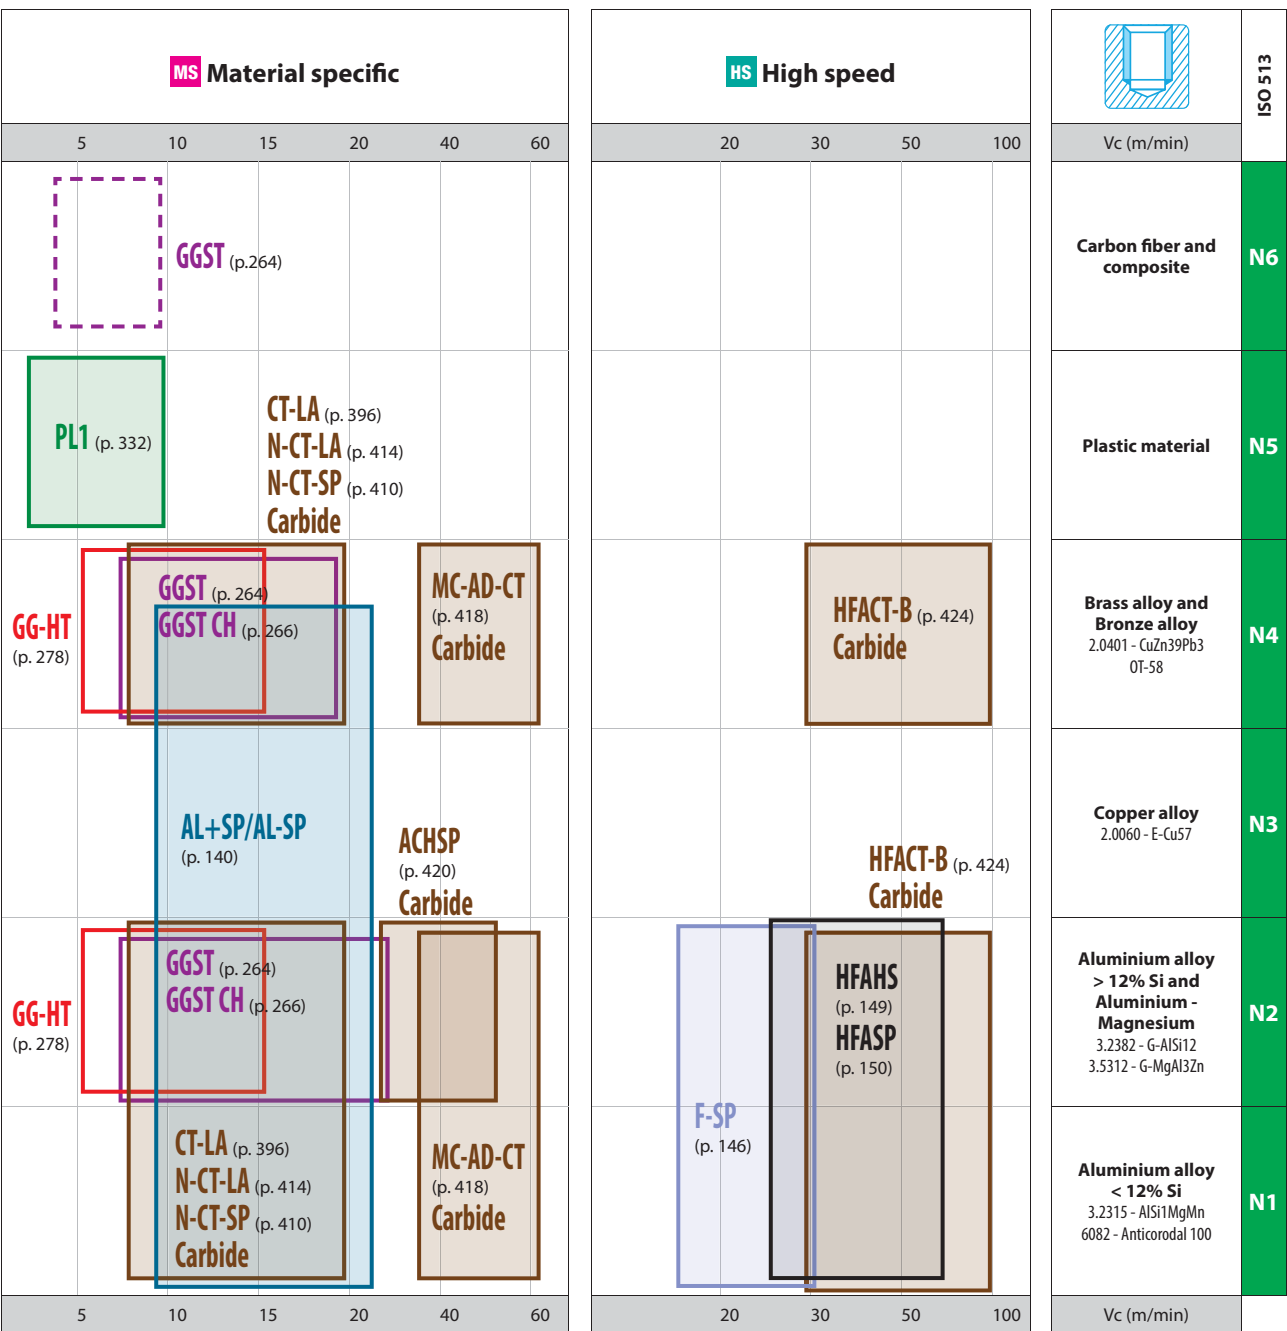 MS Material specific
HS High speed
ISO 513
5 10 15 20 40 60
20 30 50 100
Vc (m/min)
GGST (p.264)
Carbon fiber and
composite
N6
PL1 (p. 332)
CT-LA (p. 396)
N-CT-LA (p. 414)
N-CT-SP (p. 410)
Carbide
Plastic material
N5
GG-HT
(p. 278)
GGST (p. 264)
GGST CH (p. 266)
MC-AD-CT
(p. 418)
Carbide
HFACT-B (p. 424)
Carbide
Brass alloy and
Bronze alloy
2.0401 - CuZn39Pb3
OT-58
N4
AL+SP/AL-SP
(p. 140)
ACHSP
(p. 420)
Carbide
HFACT-B (p. 424)
Carbide
Copper alloy
2.0060 - E-Cu57
N3
GG-HT
(p. 278)
GGST (p. 264)
GGST CH (p. 266)
HFAHS
(p. 149)
HFASP
(p. 150)
Aluminium alloy
> 12% Si and
Aluminium -
Magnesium
3.2382 - G-AlSi12
3.5312 - G-MgAl3Zn
N2
CT-LA (p. 396)
N-CT-LA (p. 414)
N-CT-SP (p. 410)
Carbide
MC-AD-CT
(p. 418)
Carbide
F-SP
(p. 146)
Aluminium alloy
< 12% Si
3.2315 - AlSi1MgMn
6082 - Anticorodal 100
N1
5 10 15 20 40 60
20 30 50 100
Vc (m/min)